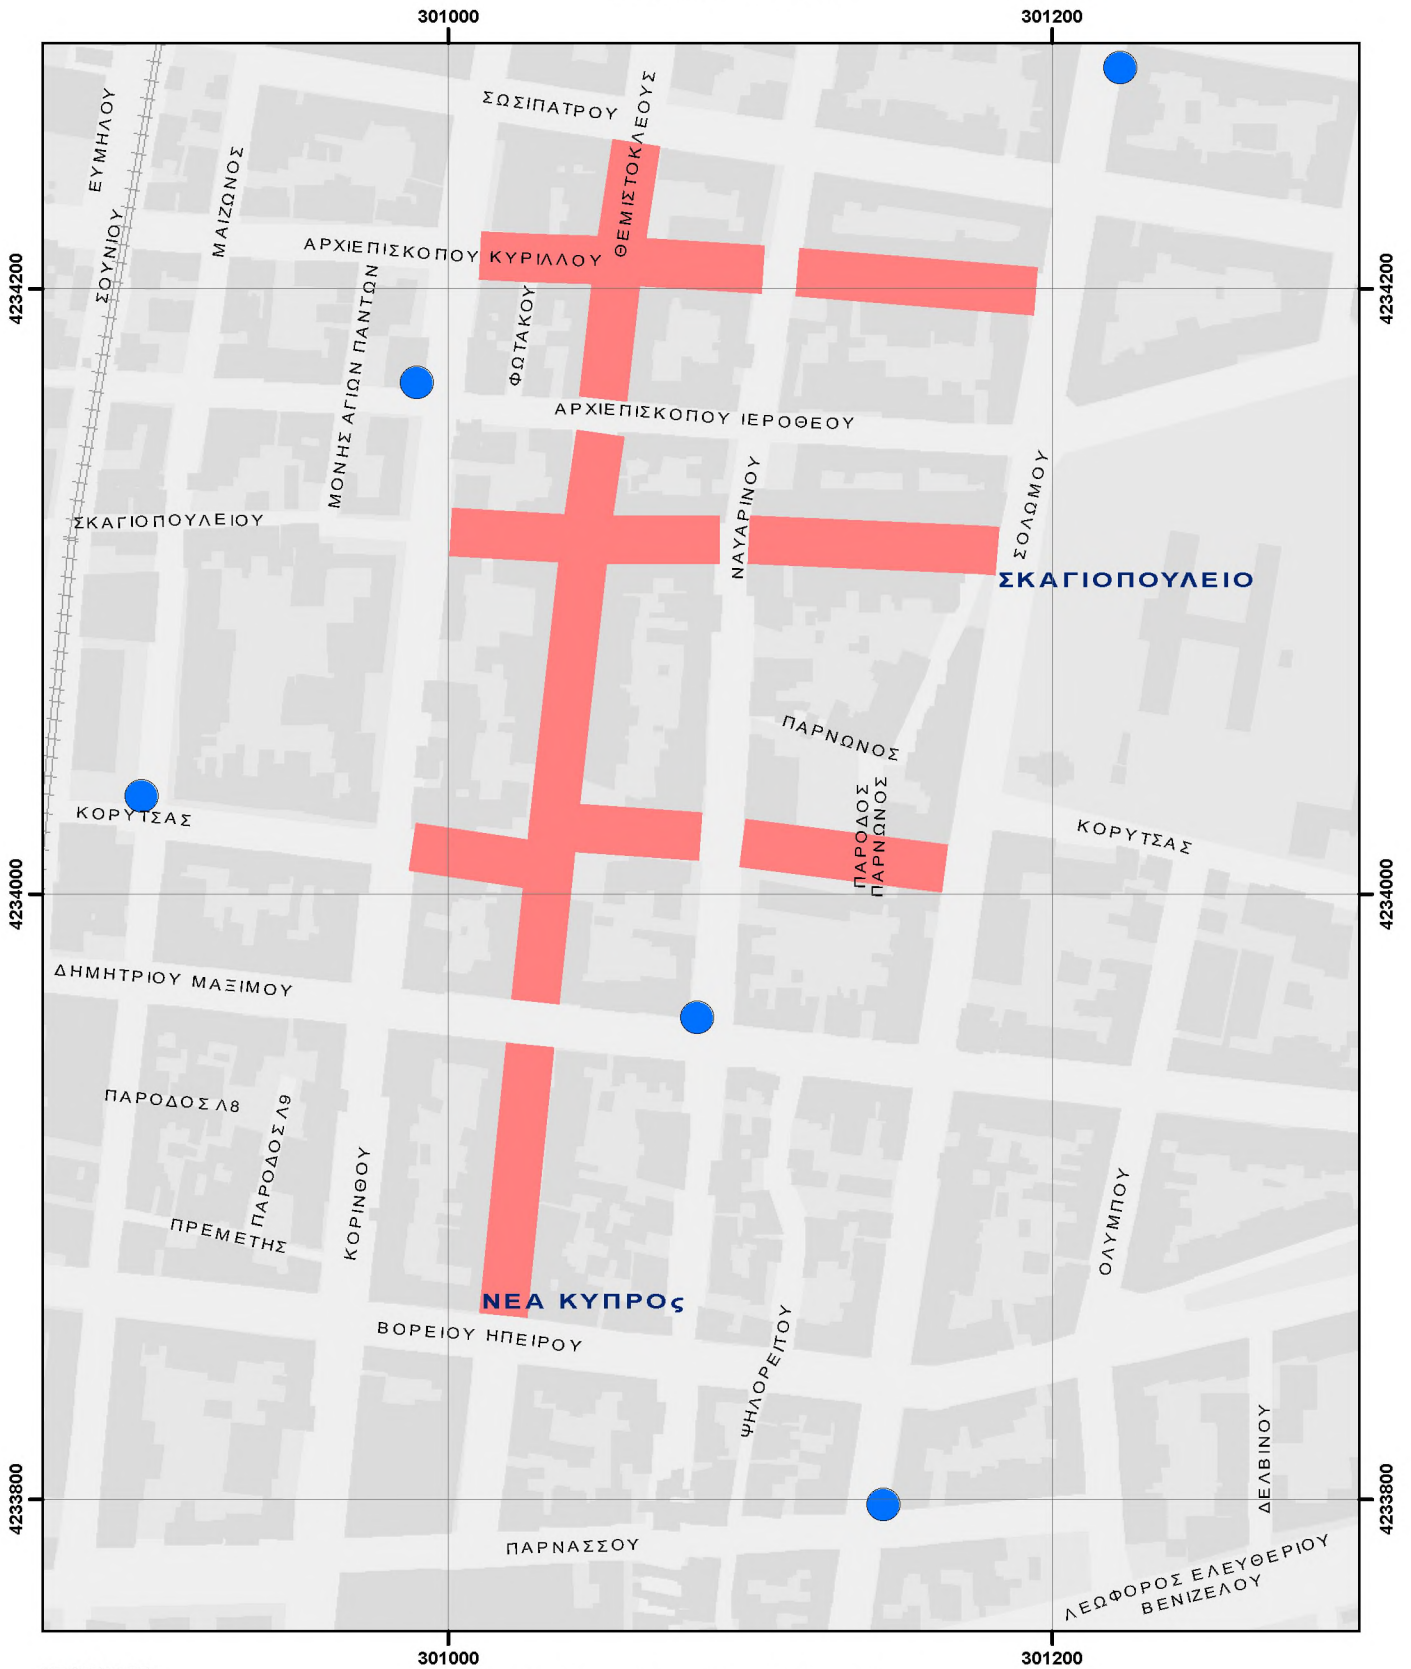 301000
301200
ΣΩΣΙΠΑΤΡΟΥ
ΘΕΜΙΣΤΟΚΛΕΟΥΣ
ΕΥΜΗΛΟΥ
ΜΑΙΖΩΝΟΣ
ΣΟΥΝΙΟΥ
ΑΡΧΙΕΠΙΣΚΟΠΟΥ ΚΥΡΙΛΛΟΥ
4234200
4234200
ΜΟΝΗΣ ΑΓΙΩΝ ΠΑΝΤΩΝ
ΦΩΤΑΚΟΥ
ΑΡΧΙΕΠΙΣΚΟΠΟΥ ΙΕΡΟΘΕΟΥ
ΝΑΥΑΡΙΝΟΥ
ΣΟΛΩΜΟΥ
ΣΚΑΓΙΟΠΟΥΛΕΙΟΥ
ΣΚΑΓΙΟΠΟΥΛΕΙΟ
ΠΑΡΝΩΝΟΣ
ΠΑΡΟΔΟΣ
ΠΑΡΝΩΝΟΣ
ΚΟΡΥΤΣΑΣ
ΚΟΡΥΤΣΑΣ
4234000
4234000
ΔΗΜΗΤΡΙΟΥ ΜΑΞΙΜΟΥ
ΠΑΡΟΔΟΣ Λ8
ΠΑΡΟΔΟΣ Λ9
ΠΡΕΜΕΤΗΣ
ΚΟΡΙΝΘΟΥ
ΟΛΥΜΠΟΥ
ΝΕΑ ΚΥΠΡΟς
ΒΟΡΕΙΟΥ ΗΠΕΙΡΟΥ
ΨΗΛΟΡΕΙΤΟΥ
ΔΕΛΒΙΝΟΥ
4233800
4233800
ΠΑΡΝΑΣΣΟΥ
ΛΕΩΦΟΡΟΣ ΕΛΕΥΘΕΡΙΟΥ
ΒΕΝΙΖΕΛΟΥ
301000
301200